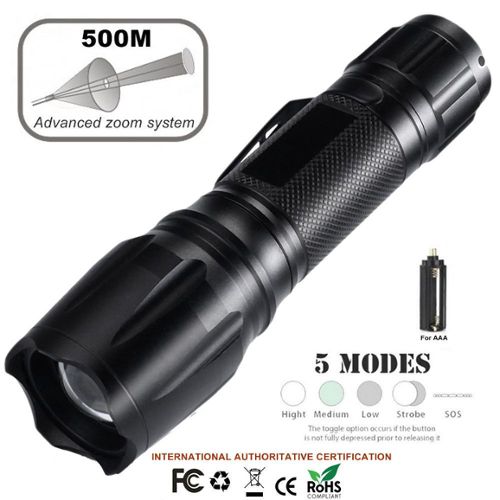 500M
Advanced zoom system
For AAA
5 MODES
Hight Medium Low Strobe SOS
The toggle option occurs if the button
is not fully depressed prior to releasing it
INTERNATIONAL AUTHORITATIVE CERTIFICATION
FC CE RoHS
COMPLIANT